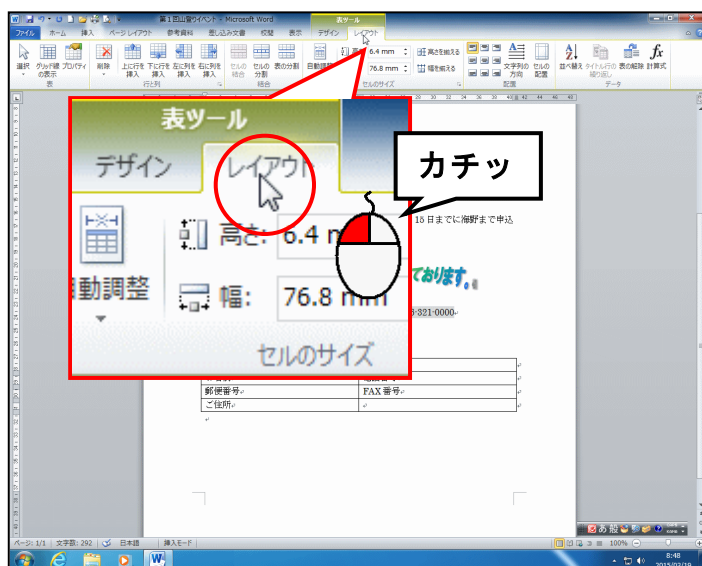 第1回山登りイベント - Microsoft Word
表ツール
ファイル ホーム 挿入 ページ レイアウト 参考資料 差し込み文書 校閲 表示 デザイン レイアウト
選択 グリッド線の表示 プロパティ 削除 上に行を挿入 下に行を挿入 左に列を挿入 右に列を挿入 セルの結合 セルの分割 表の分割 自動調整
高さ: 6.4 mm 高さを揃える
76.8 mm 幅を揃える
文字列の方向 セルの配置 並べ替え タイトル行の繰り返し 表の解除 計算式
表 行と列 結合 セルのサイズ 配置 データ
表ツール
デザイン レイアウト
カチッ
高さ: 6.4 m
動調整
幅: 76.8 mm
セルのサイズ
15日までに海野まで申込
ております。
-321-0000
郵便番号
FAX 番号
ご住所
あ 般
ページ: 1/1 文字数: 292 日本語 挿入モード
100%
8:48
2015/02/19